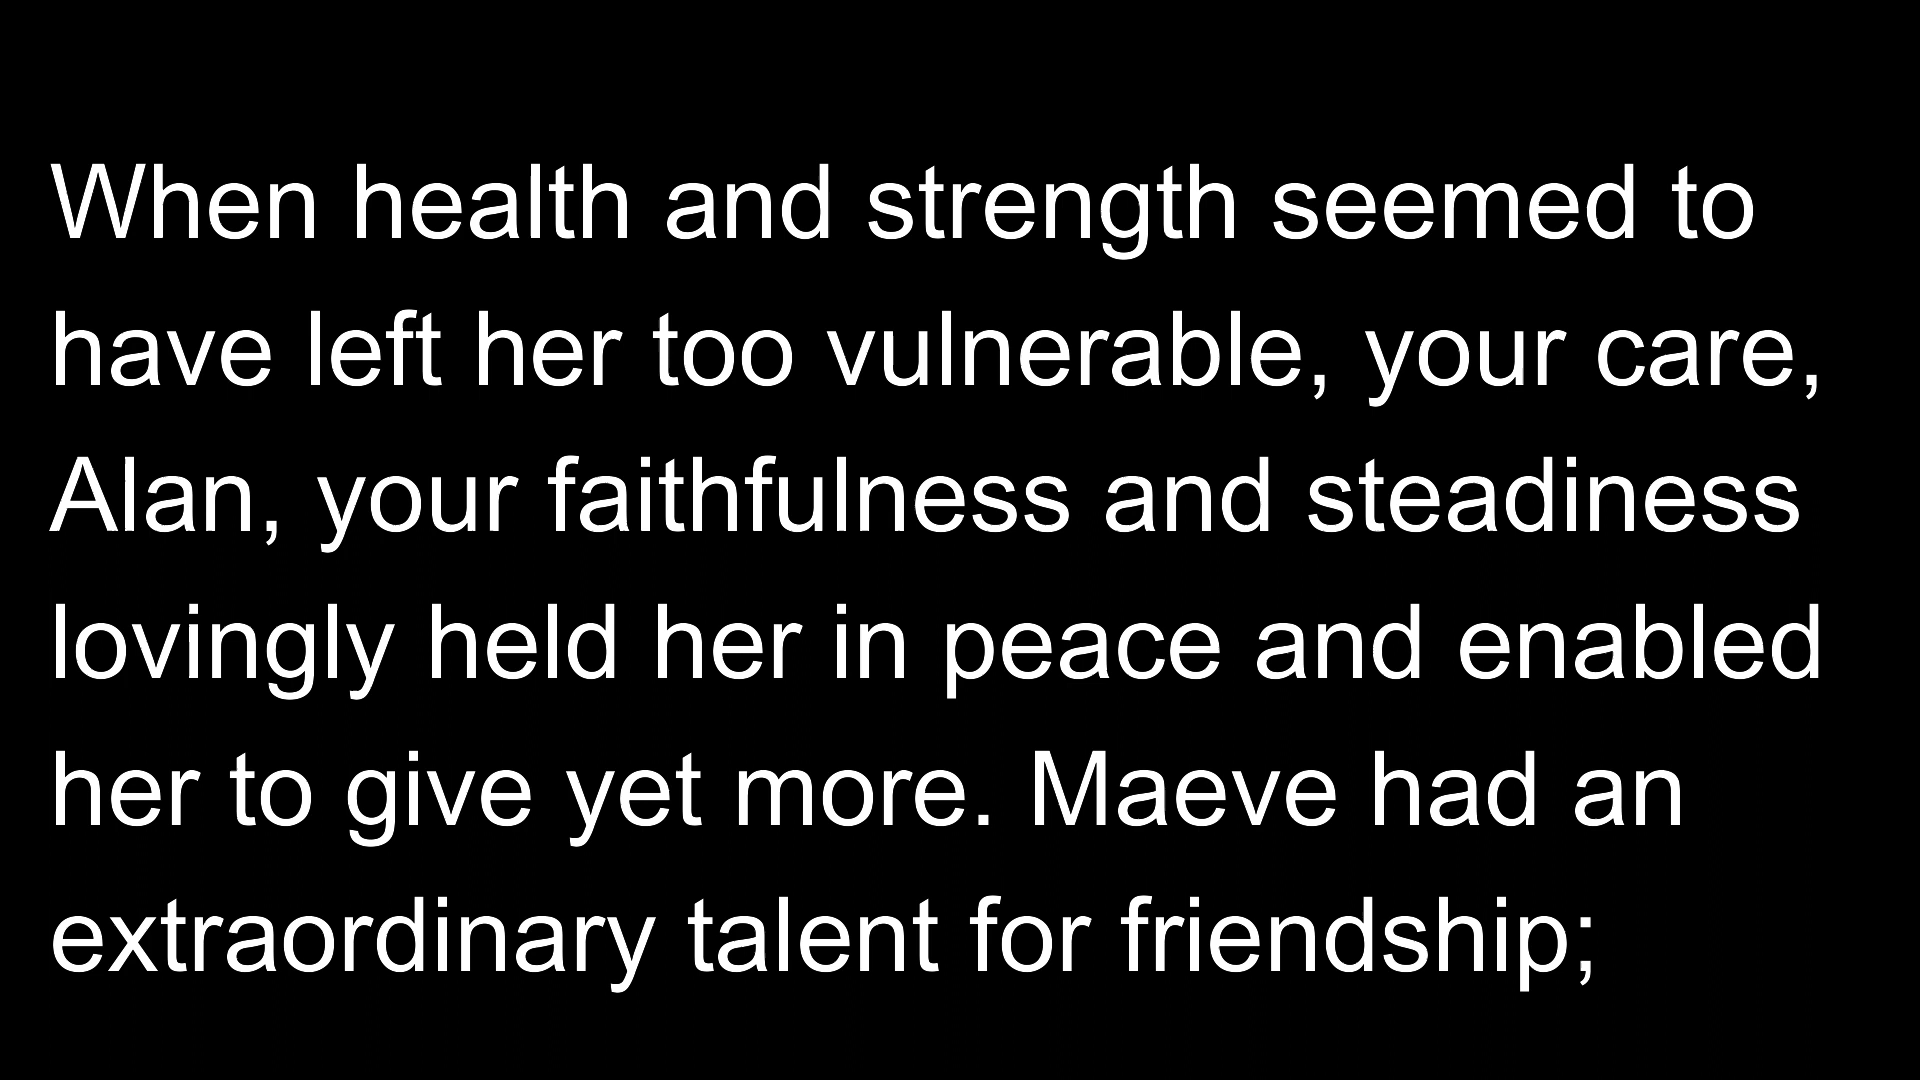 When health and strength seemed to
have left her too vulnerable, your care,
Alan, your faithfulness and steadiness
lovingly held her in peace and enabled
her to give yet more. Maeve had an
extraordinary talent for friendship;